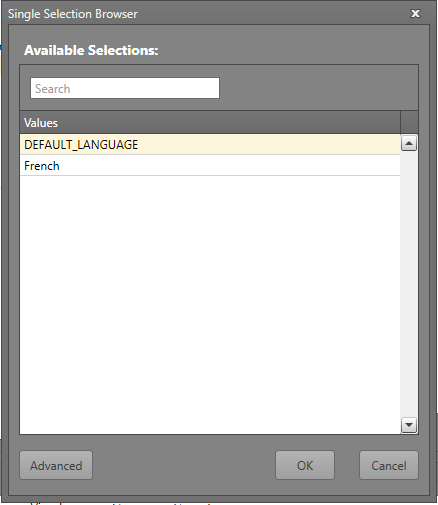 Single Selection Browser x
Available Selections:
Search
Values
DEFAULT_LANGUAGE
French
Advanced
OK
Cancel